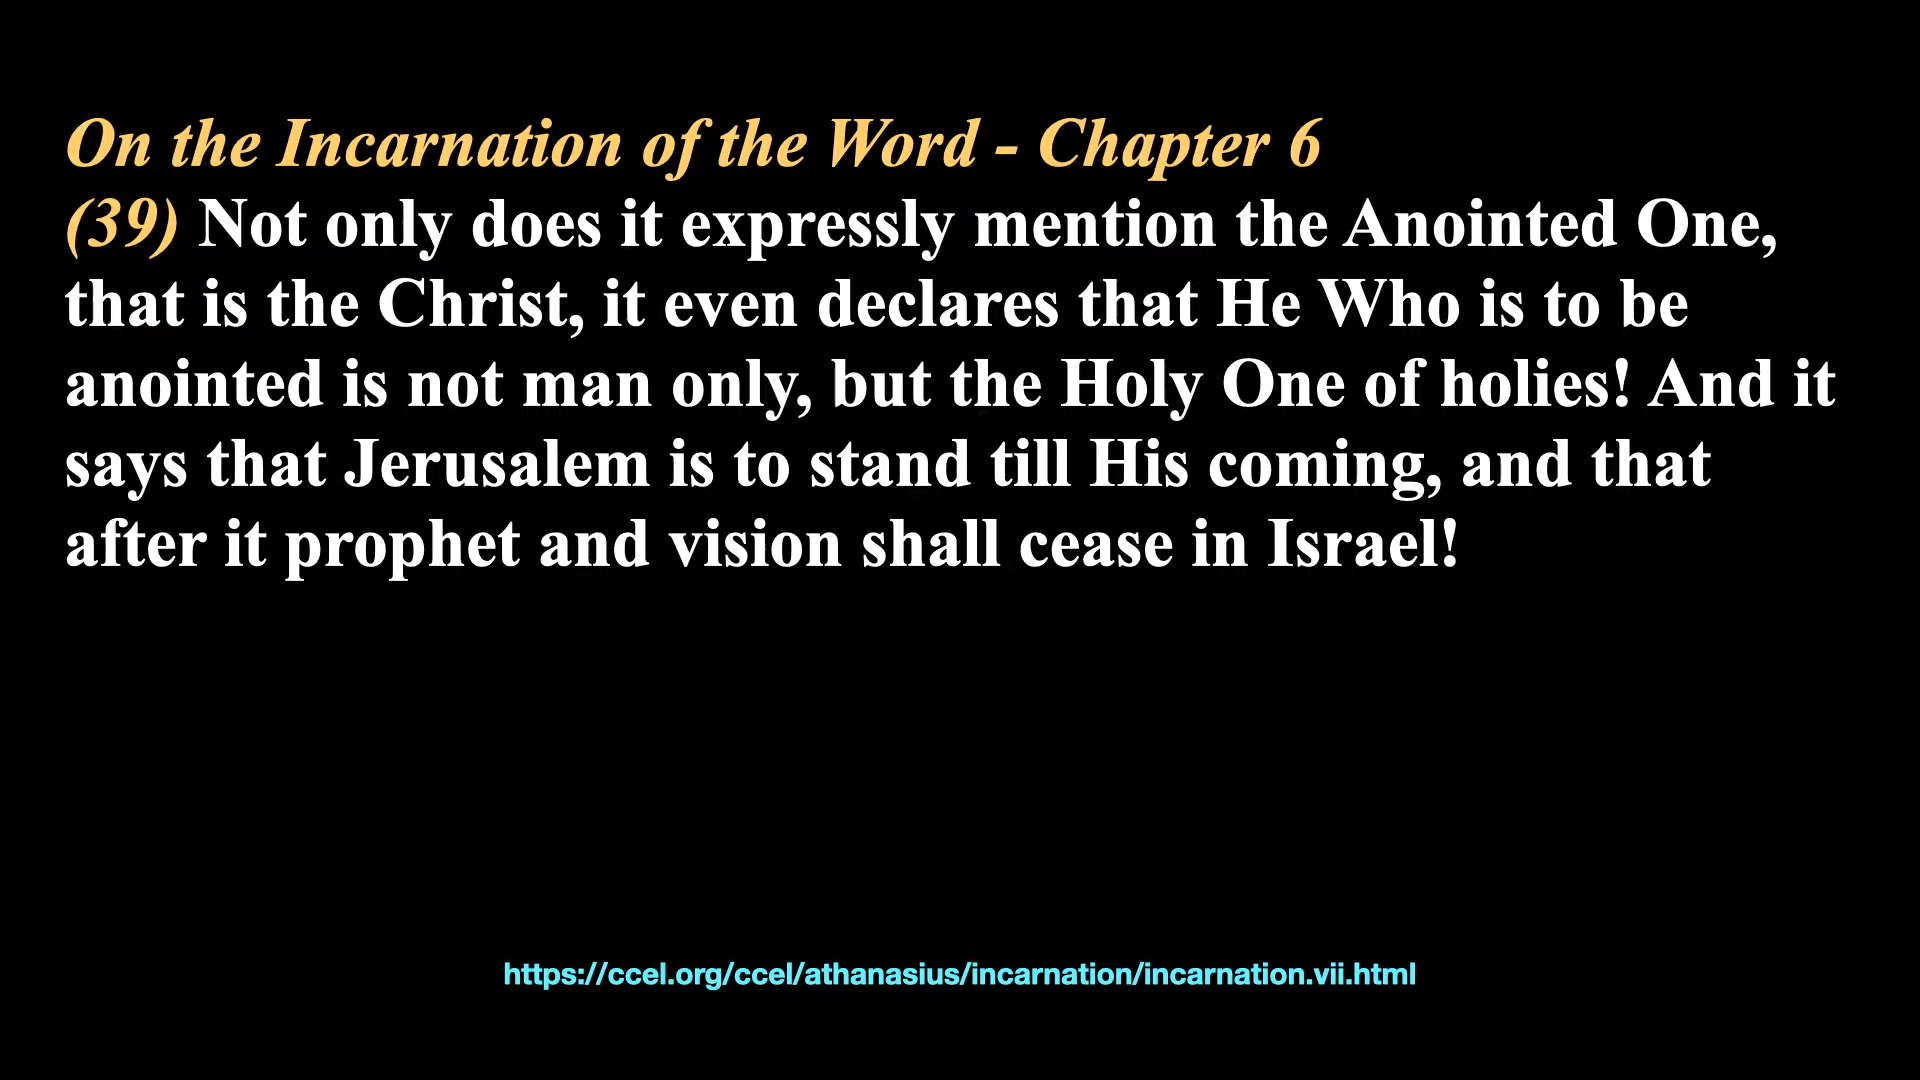 On the Incarnation of the Word - Chapter 6
(39) Not only does it expressly mention the Anointed One,
that is the Christ, it even declares that He Who is to be
anointed is not man only, but the Holy One of holies! And it
says that Jerusalem is to stand till His coming, and that
after it prophet and vision shall cease in Israel!
https://ccel.org/ccel/athanasius/incarnation/incarnation.vii.html